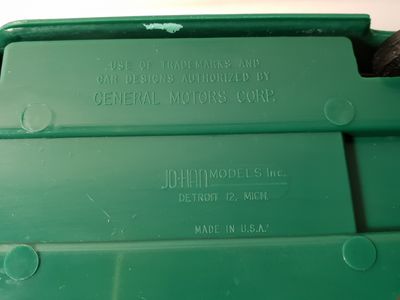 USE OF TRADEMARKS AND
CAR DESIGNS AUTHORIZED BY
GENERAL MOTORS CORP.
JO-HAN MODELS Inc.
DETROIT 12, MICH.
MADE IN U.S.A.